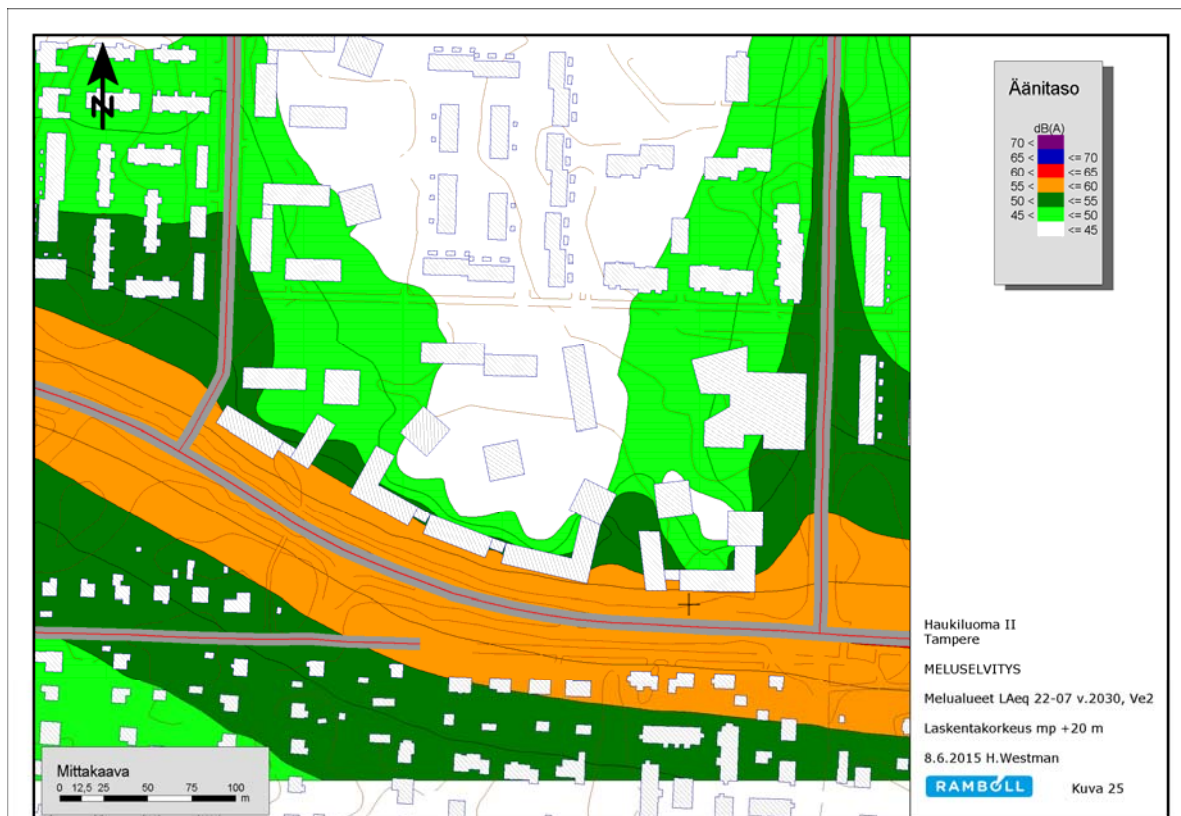 N
Äänitaso
dB(A)
70 <
65 < <= 70
60 < <= 65
55 < <= 60
50 < <= 55
45 < <= 50
<= 45
Haukiluoma II
Tampere
MELUSELVITYS
Melualueet LAeq 22-07 v.2030, Ve2
Laskentakorkeus mp +20 m
8.6.2015 H.Westman
RAMBOLL Kuva 25
Mittakaava
0 12,5 25 50 75 100
m